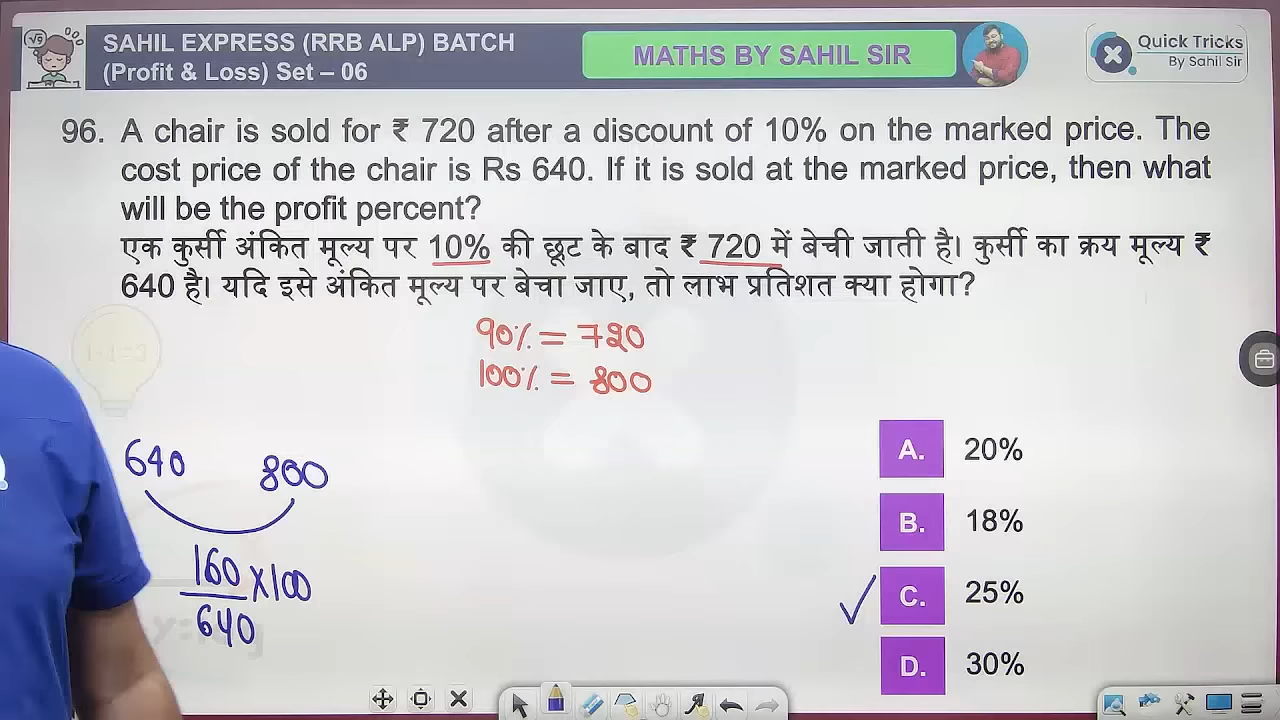 SAHIL EXPRESS (RRB ALP) BATCH
(Profit & Loss) Set – 06
MATHS BY SAHIL SIR
Quick Tricks
By Sahil Sir
96. A chair is sold for ₹ 720 after a discount of 10% on the marked price. The
cost price of the chair is Rs 640. If it is sold at the marked price, then what
will be the profit percent?
एक कुर्सी अंकित मूल्य पर 10% की छूट के बाद ₹ 720 में बेची जाती है। कुर्सी का क्रय मूल्य ₹
640 है। यदि इसे अंकित मूल्य पर बेचा जाए, तो लाभ प्रतिशत क्या होगा?
90% = 720
100% = 800
640 800
160
640
×100
A. 20%
B. 18%
C. 25%
D. 30%